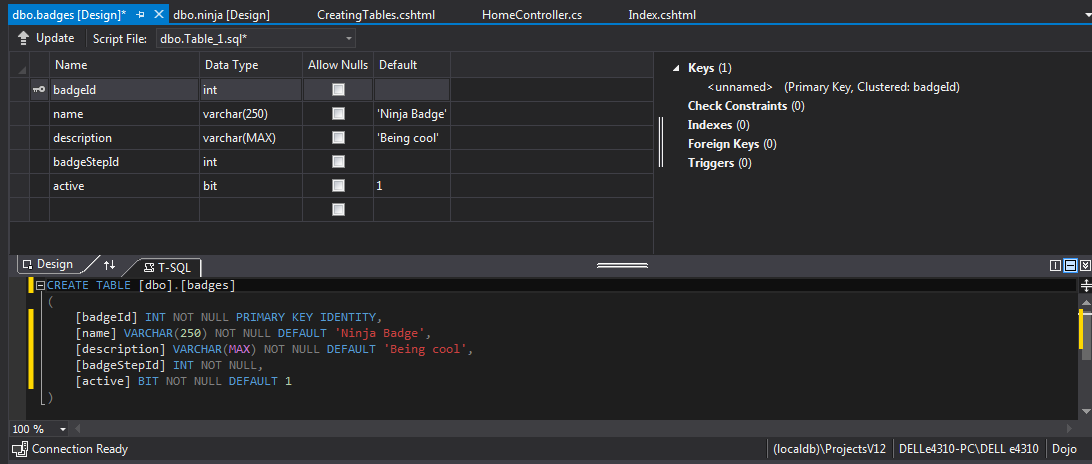 dbo.badges [Design]* dbo.ninja [Design] CreatingTables.cshtml HomeController.cs Index.cshtml
Update Script File: dbo.Table_1.sql*
Name Data Type Allow Nulls Default
badgeId int
name varchar(250) 'Ninja Badge'
description varchar(MAX) 'Being cool'
badgeStepId int
active bit 1
Keys (1)
<unnamed> (Primary Key, Clustered: badgeId)
Check Constraints (0)
Indexes (0)
Foreign Keys (0)
Triggers (0)
Design T-SQL
CREATE TABLE [dbo].[badges]
(
[badgeId] INT NOT NULL PRIMARY KEY IDENTITY,
[name] VARCHAR(250) NOT NULL DEFAULT 'Ninja Badge',
[description] VARCHAR(MAX) NOT NULL DEFAULT 'Being cool',
[badgeStepId] INT NOT NULL,
[active] BIT NOT NULL DEFAULT 1
)
100 %
Connection Ready (localdb)\ProjectsV12 DELLe4310-PC\DELL e4310 Dojo